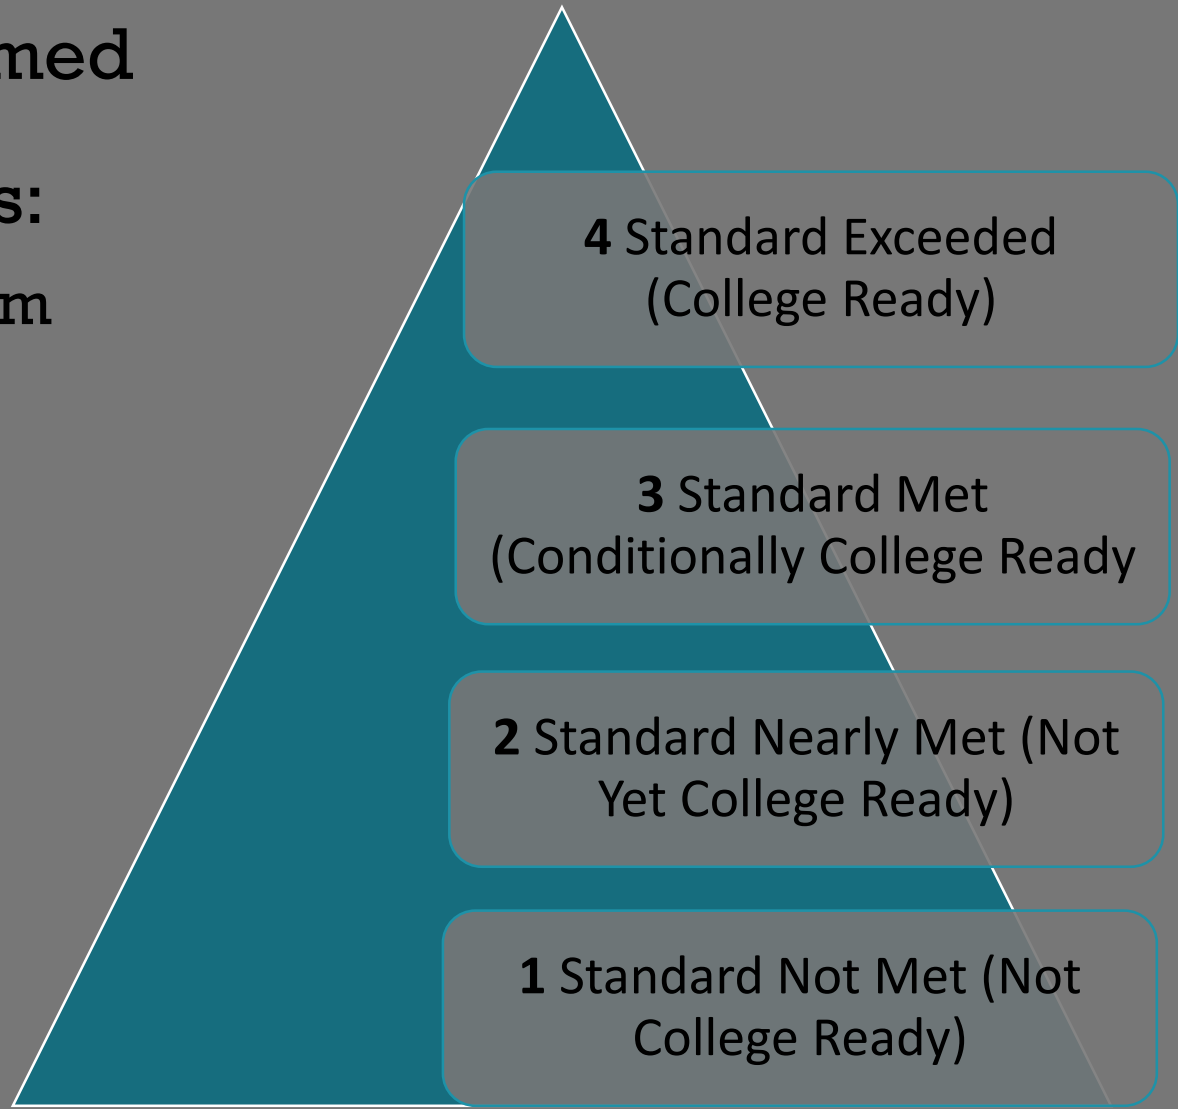 med
s:
m
4 Standard Exceeded
(College Ready)
3 Standard Met
(Conditionally College Ready
2 Standard Nearly Met (Not
Yet College Ready)
1 Standard Not Met (Not
College Ready)